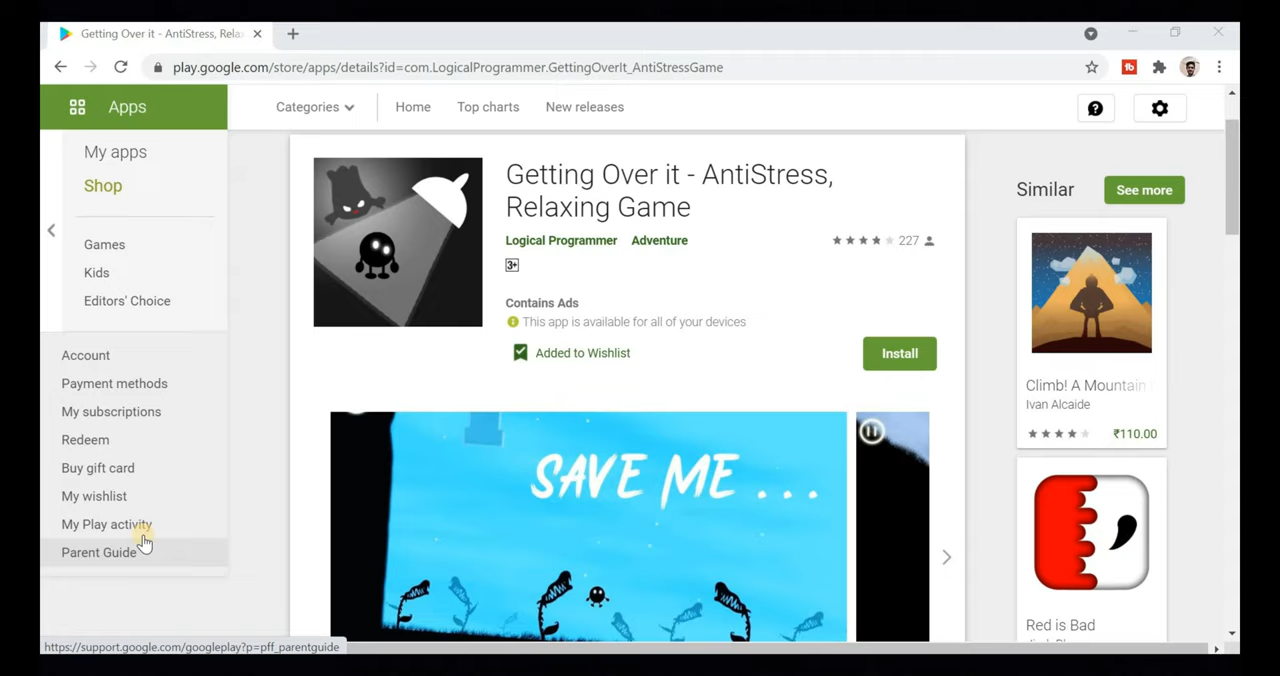 Getting Over it - AntiStress, Rela
play.google.com/store/apps/details?id=com.LogicalProgrammer.GettingOverIt_AntiStressGame
Apps
Categories
Home
Top charts
New releases
My apps
Shop
Games
Kids
Editors' Choice
Account
Payment methods
My subscriptions
Redeem
Buy gift card
My wishlist
My Play activity
Parent Guide
Getting Over it - AntiStress,
Relaxing Game
Logical Programmer Adventure
227
3+
Contains Ads
This app is available for all of your devices
Added to Wishlist
Install
SAVE ME ...
Similar
See more
Climb! A Mountain
Ivan Alcaide
₹110.00
Red is Bad
https://support.google.com/googleplay?p=pff_parentguide